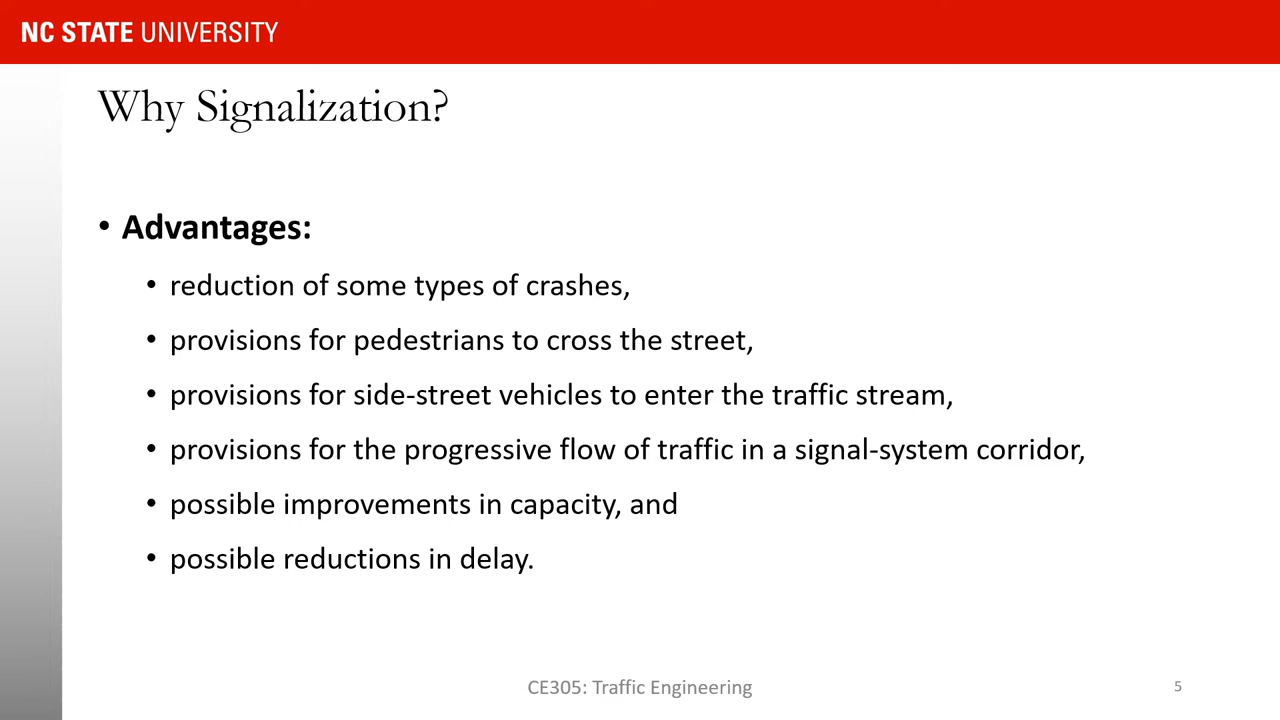 NC STATE UNIVERSITY
Why Signalization?
• Advantages:
• reduction of some types of crashes,
• provisions for pedestrians to cross the street,
• provisions for side-street vehicles to enter the traffic stream,
• provisions for the progressive flow of traffic in a signal-system corridor,
• possible improvements in capacity, and
• possible reductions in delay.
CE305: Traffic Engineering
5